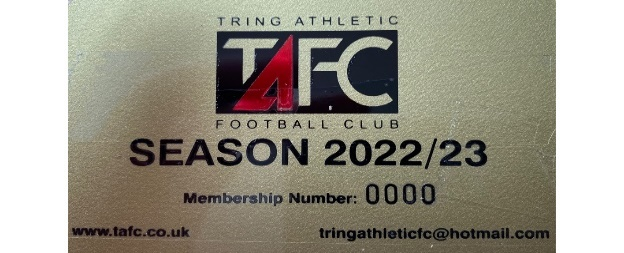 TRING ATHLETIC
TAFC
FOOTBALL CLUB
SEASON 2022/23
Membership Number: 0000
www.tafc.co.uk tringathleticfc@hotmail.com